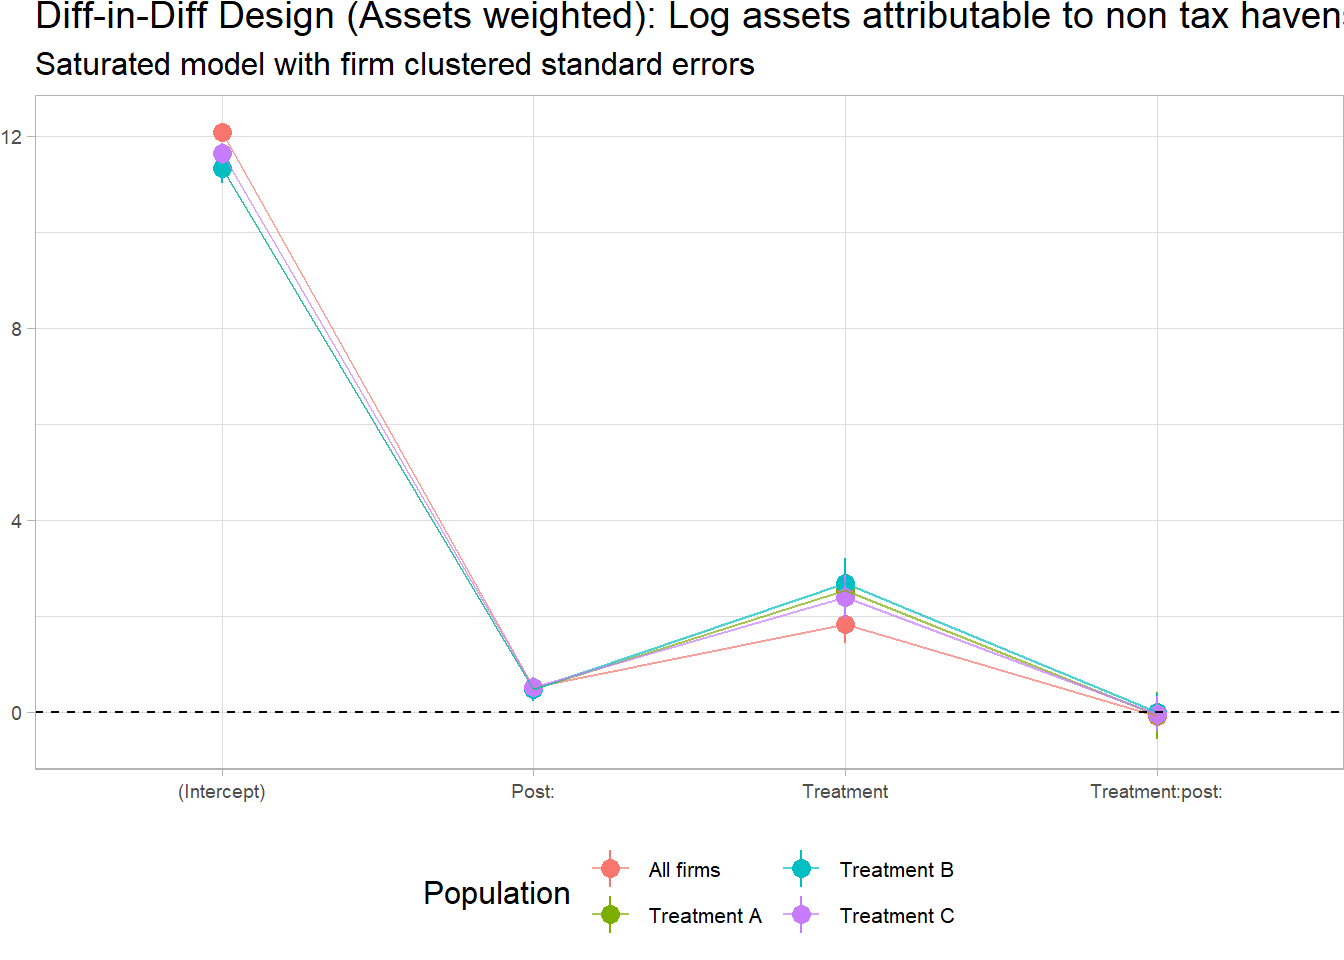 Diff-in-Diff Design (Assets weighted): Log assets attributable to non tax haven
Saturated model with firm clustered standard errors
12
8
4
0
(Intercept) Post: Treatment Treatment:post:
Population
All firms Treatment B
Treatment A Treatment C